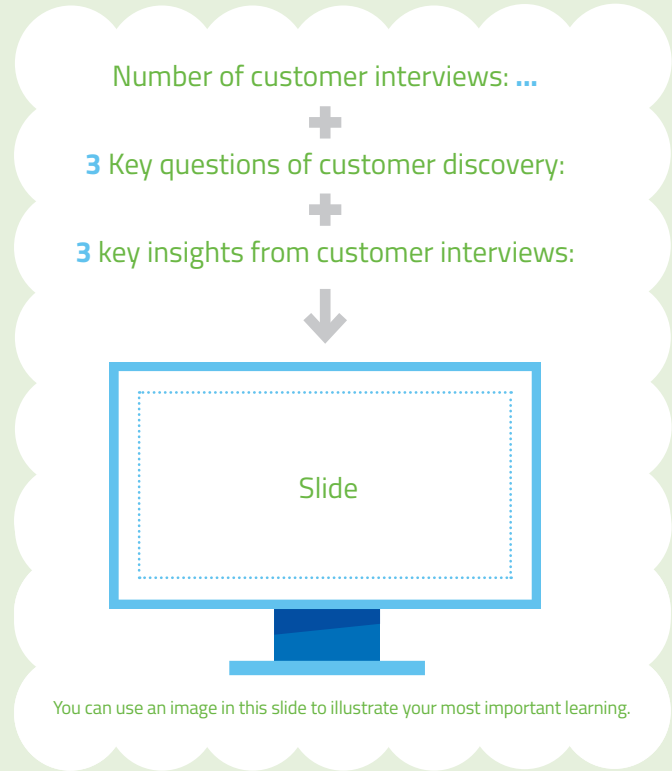 Number of customer interviews: ...
3 Key questions of customer discovery:
3 key insights from customer interviews:
Slide
You can use an image in this slide to illustrate your most important learning.